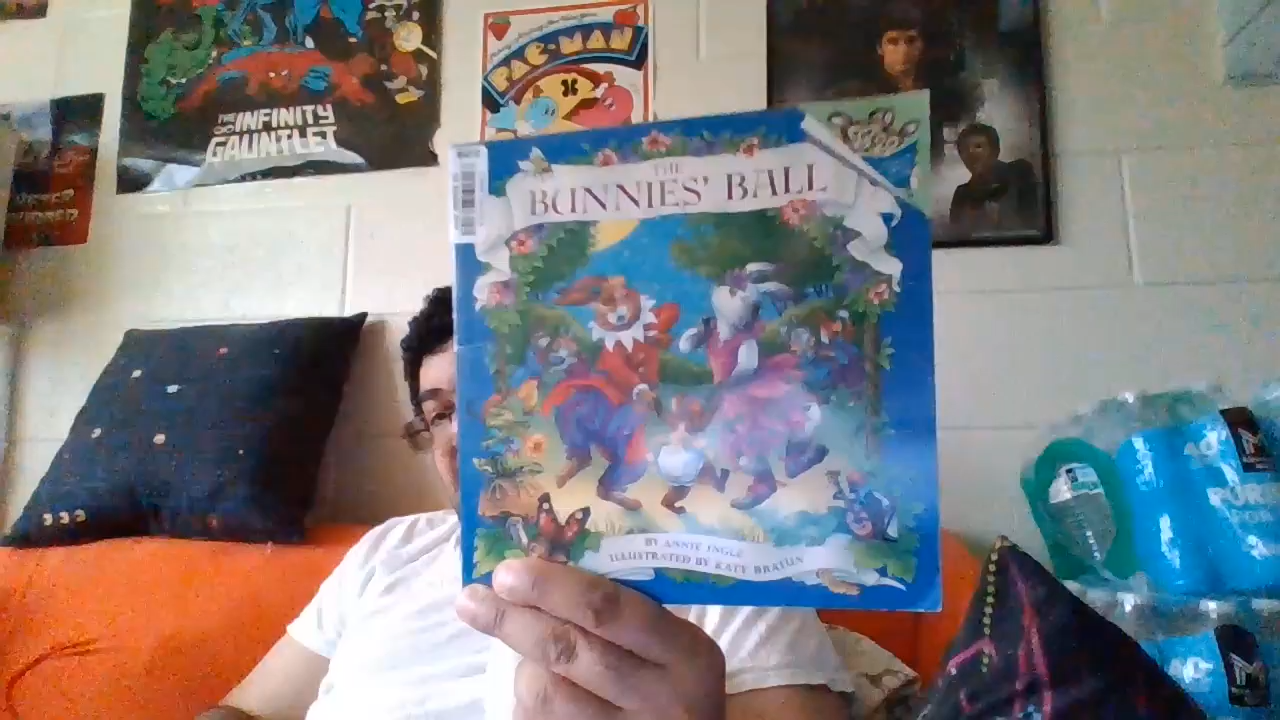 THE
INFINITY
GAUNTLET
PAC-MAN
THE
BUNNIES' BALL
BY ANNIE INGLE
ILLUSTRATED BY KATY BRATUN